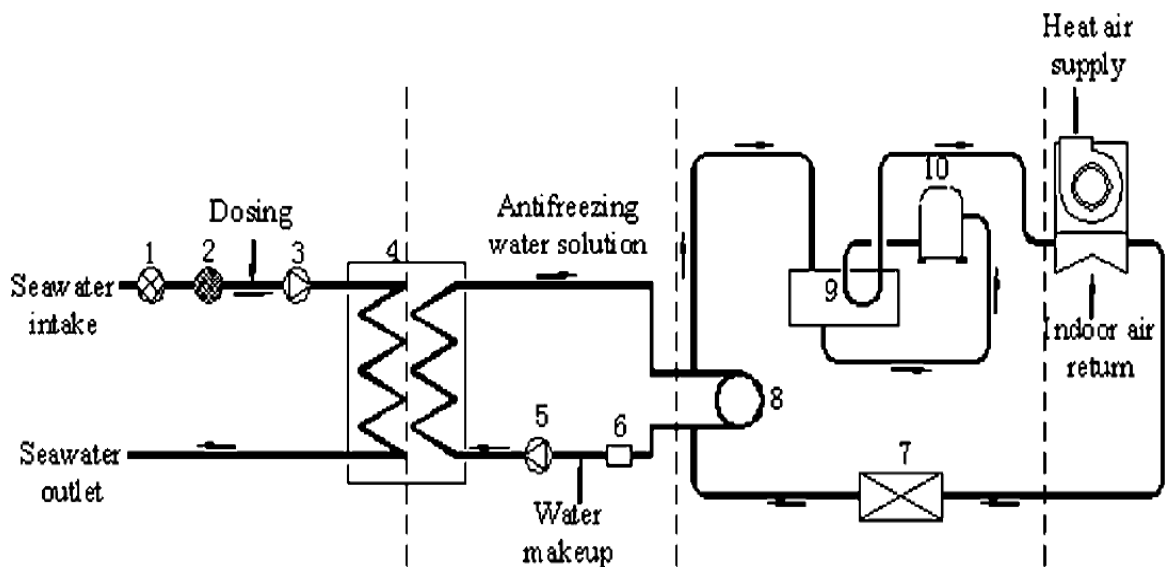 Heat air
supply
Dosing
Antifreezing
water solution
10
1
2
3
4
Seawater
intake
9
Indoor air
return
8
5
6
7
Seawater
outlet
Water
makeup